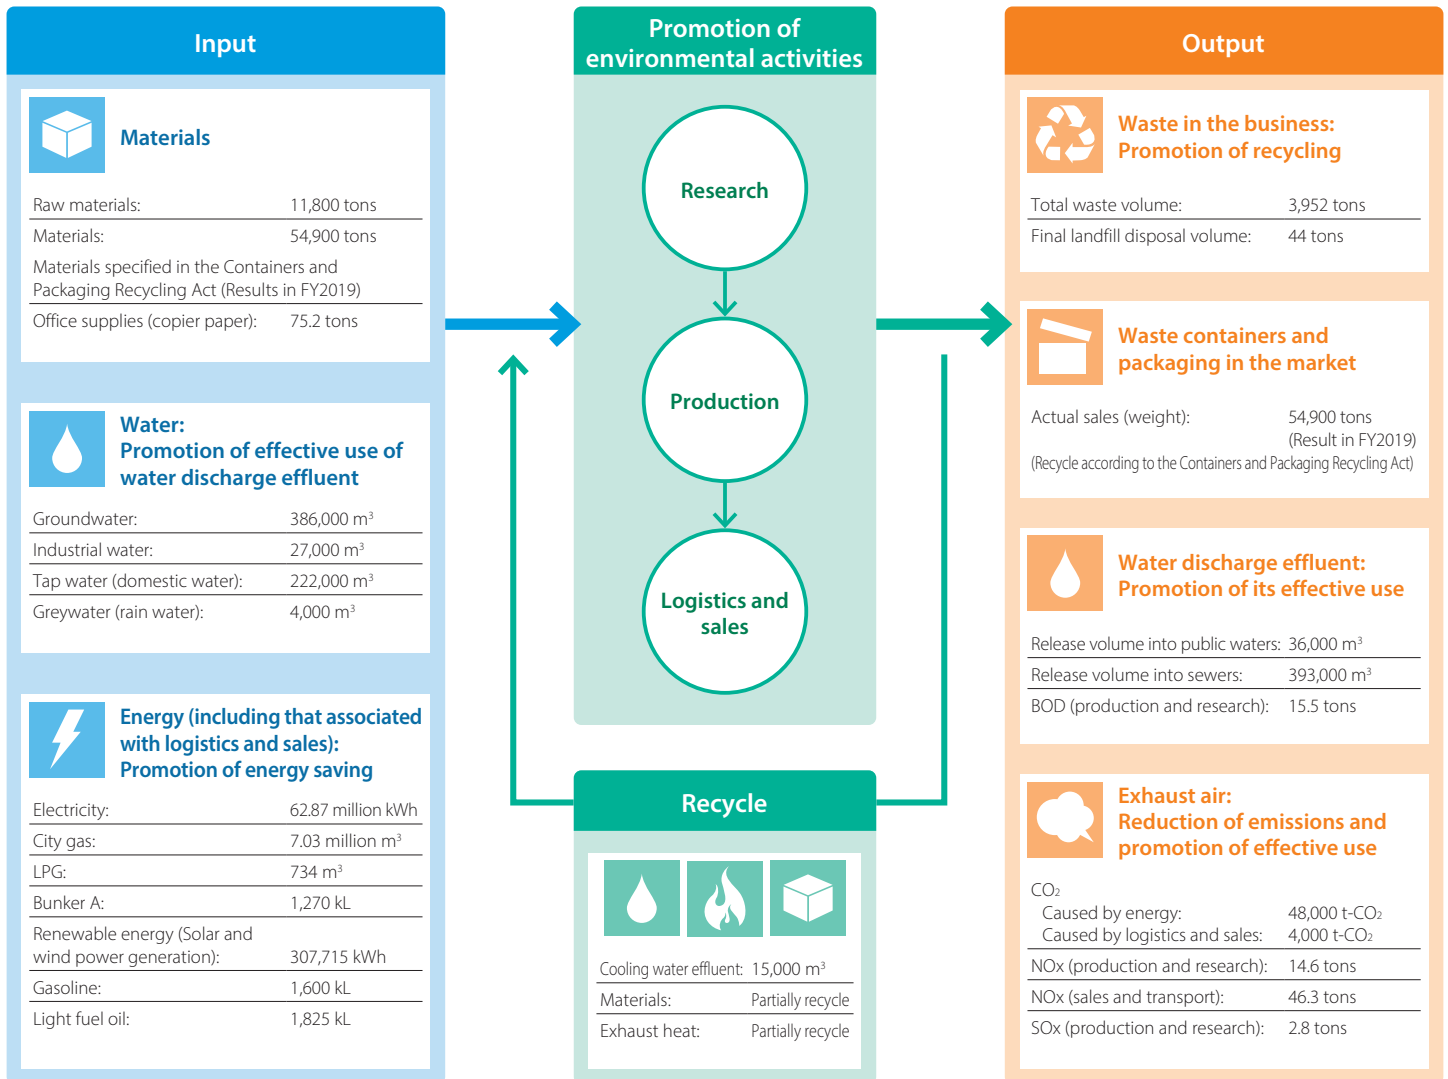 Input
Materials
Raw materials: 11,800 tons
Materials: 54,900 tons
Materials specified in the Containers and
Packaging Recycling Act (Results in FY2019)
Office supplies (copier paper): 75.2 tons
Water:
Promotion of effective use of
water discharge effluent
Groundwater: 386,000 m³
Industrial water: 27,000 m³
Tap water (domestic water): 222,000 m³
Greywater (rain water): 4,000 m³
Energy (including that associated
with logistics and sales):
Promotion of energy saving
Electricity: 62.87 million kWh
City gas: 7.03 million m³
LPG: 734 m³
Bunker A: 1,270 kL
Renewable energy (Solar and
wind power generation): 307,715 kWh
Gasoline: 1,600 kL
Light fuel oil: 1,825 kL
Promotion of
environmental activities
Research
Production
Logistics and
sales
Recycle
Cooling water effluent: 15,000 m³
Materials: Partially recycle
Exhaust heat: Partially recycle
Output
Waste in the business:
Promotion of recycling
Total waste volume: 3,952 tons
Final landfill disposal volume: 44 tons
Waste containers and
packaging in the market
Actual sales (weight): 54,900 tons
(Result in FY2019)
(Recycle according to the Containers and Packaging Recycling Act)
Water discharge effluent:
Promotion of its effective use
Release volume into public waters: 36,000 m³
Release volume into sewers: 393,000 m³
BOD (production and research): 15.5 tons
Exhaust air:
Reduction of emissions and
promotion of effective use
CO₂
Caused by energy: 48,000 t-CO₂
Caused by logistics and sales: 4,000 t-CO₂
NOx (production and research): 14.6 tons
NOx (sales and transport): 46.3 tons
SOx (production and research): 2.8 tons